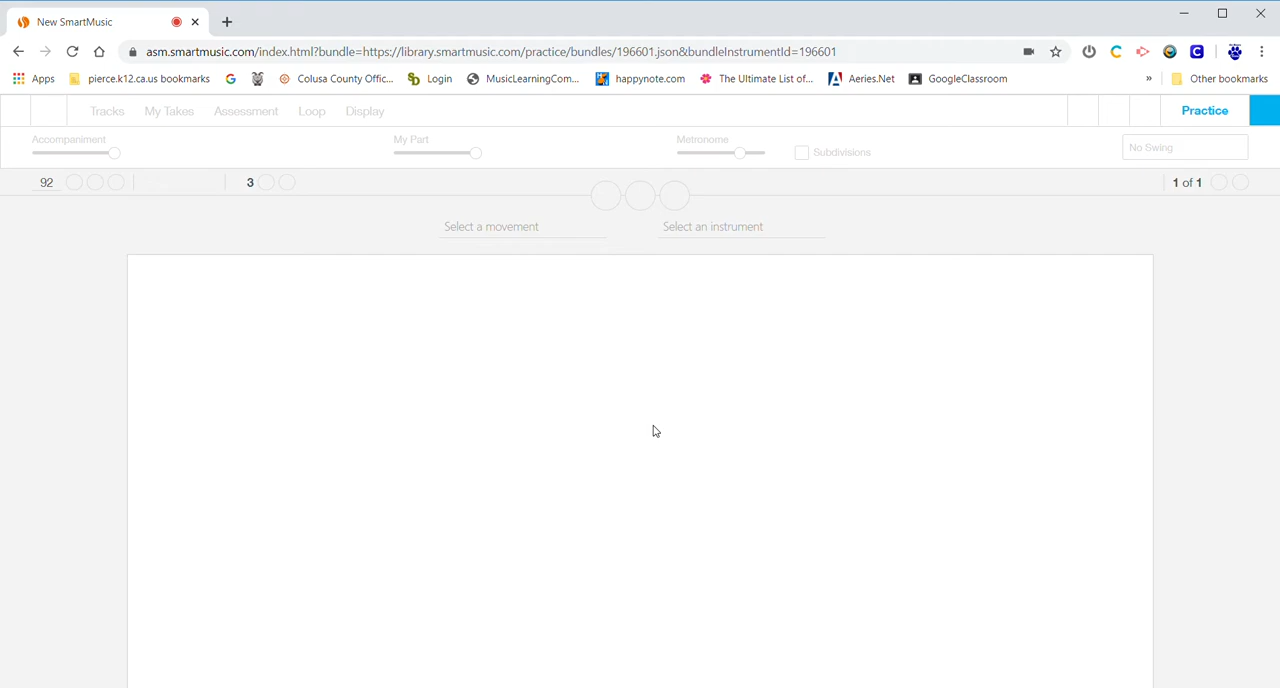 New SmartMusic
asm.smartmusic.com/index.html?bundle=https://library.smartmusic.com/practice/bundles/196601.json&bundleInstrumentId=196601
Apps pierce.k12.ca.us bookmarks Colusa County Offic... Login MusicLearningCom... happynote.com The Ultimate List of... Aeries.Net GoogleClassroom » Other bookmarks
Tracks My Takes Assessment Loop Display Practice
Accompaniment My Part Metronome
Subdivisions No Swing
92 3 1 of 1
Select a movement Select an instrument